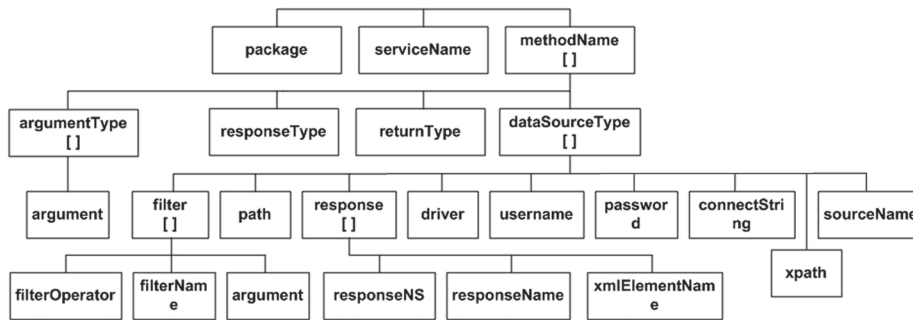 package
serviceName
methodName
[ ]
argumentType
[ ]
responseType
returnType
dataSourceType
[ ]
argument
filter
[ ]
path
response
[ ]
driver
username
passwor
d
connectStri
ng
sourceName
xpath
filterOperator
filterNam
e
argument
responseNS
responseName
xmlElementNam
e